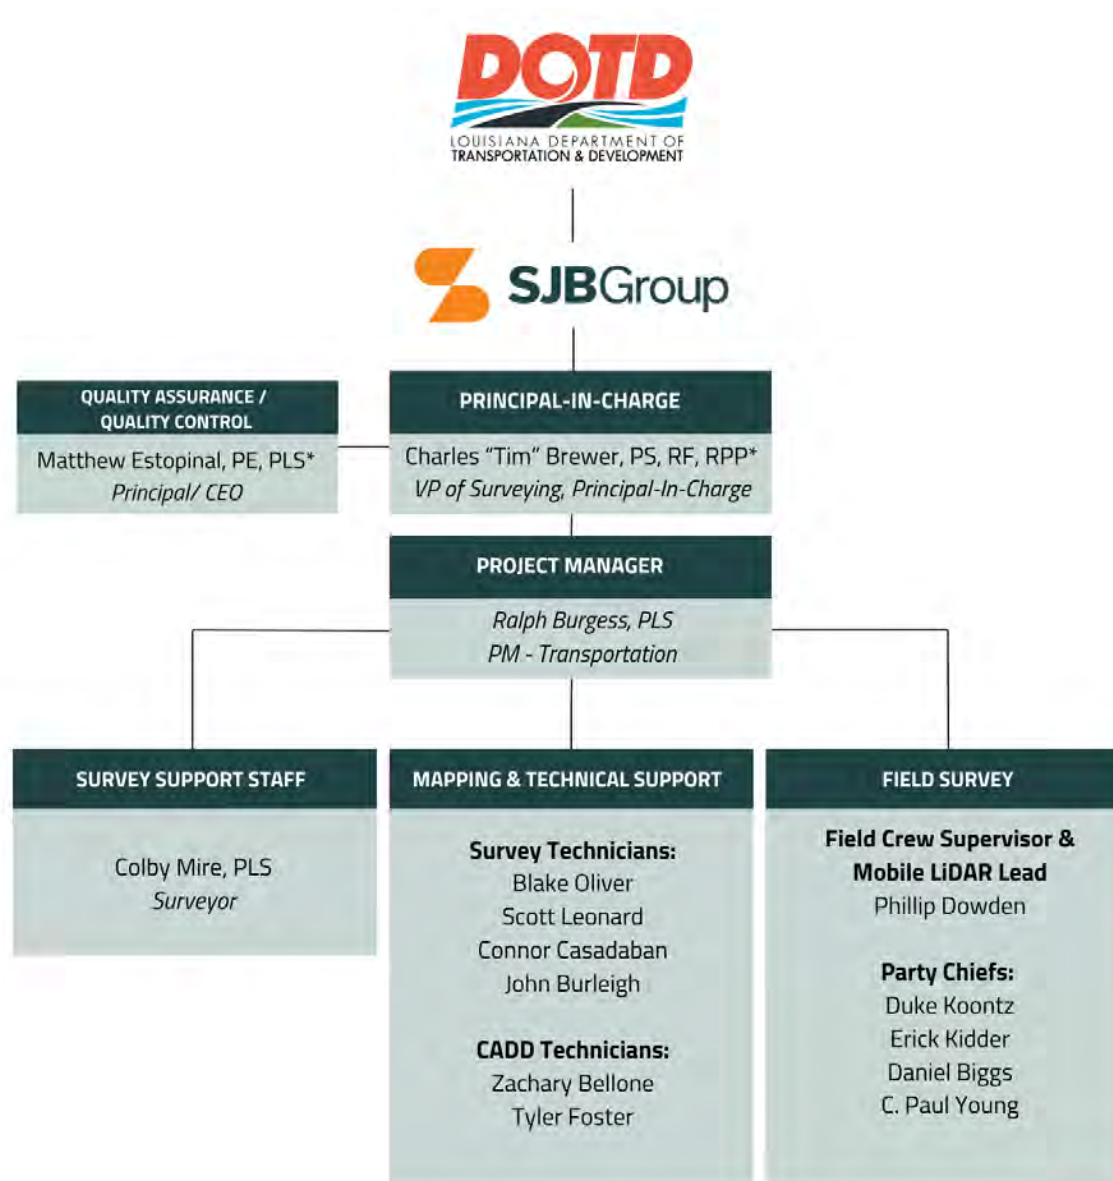 DOTD
LOUISIANA DEPARTMENT OF
TRANSPORTATION & DEVELOPMENT
SJBGroup
QUALITY ASSURANCE /
QUALITY CONTROL
Matthew Estopinal, PE, PLS*
Principal/ CEO
PRINCIPAL-IN-CHARGE
Charles “Tim” Brewer, PS, RF, RPP*
VP of Surveying, Principal-In-Charge
PROJECT MANAGER
Ralph Burgess, PLS
PM - Transportation
SURVEY SUPPORT STAFF
Colby Mire, PLS
Surveyor
MAPPING & TECHNICAL SUPPORT
Survey Technicians:
Blake Oliver
Scott Leonard
Connor Casadaban
John Burleigh
CADD Technicians:
Zachary Bellone
Tyler Foster
FIELD SURVEY
Field Crew Supervisor &
Mobile LiDAR Lead
Phillip Dowden
Party Chiefs:
Duke Koontz
Erick Kidder
Daniel Biggs
C. Paul Young